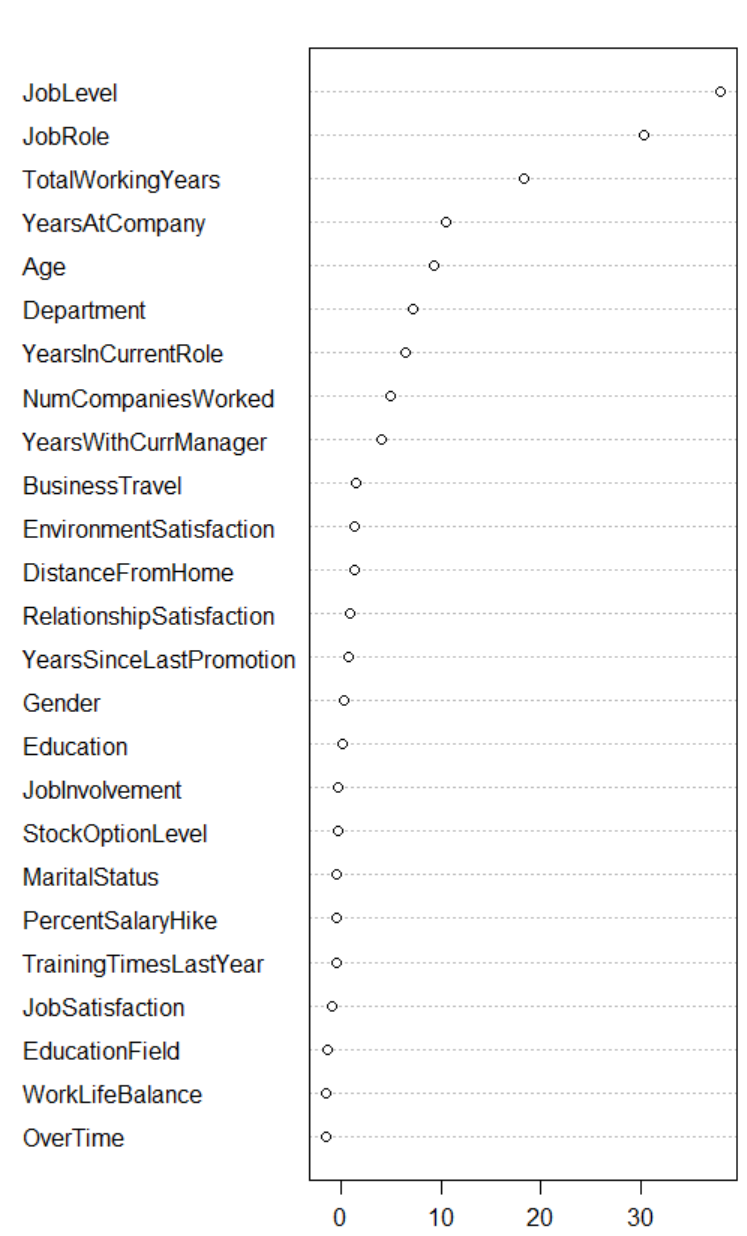 JobLevel
JobRole
TotalWorkingYears
YearsAtCompany
Age
Department
YearsInCurrentRole
NumCompaniesWorked
YearsWithCurrManager
BusinessTravel
EnvironmentSatisfaction
DistanceFromHome
RelationshipSatisfaction
YearsSinceLastPromotion
Gender
Education
JobInvolvement
StockOptionLevel
MaritalStatus
PercentSalaryHike
TrainingTimesLastYear
JobSatisfaction
EducationField
WorkLifeBalance
OverTime
0 10 20 30